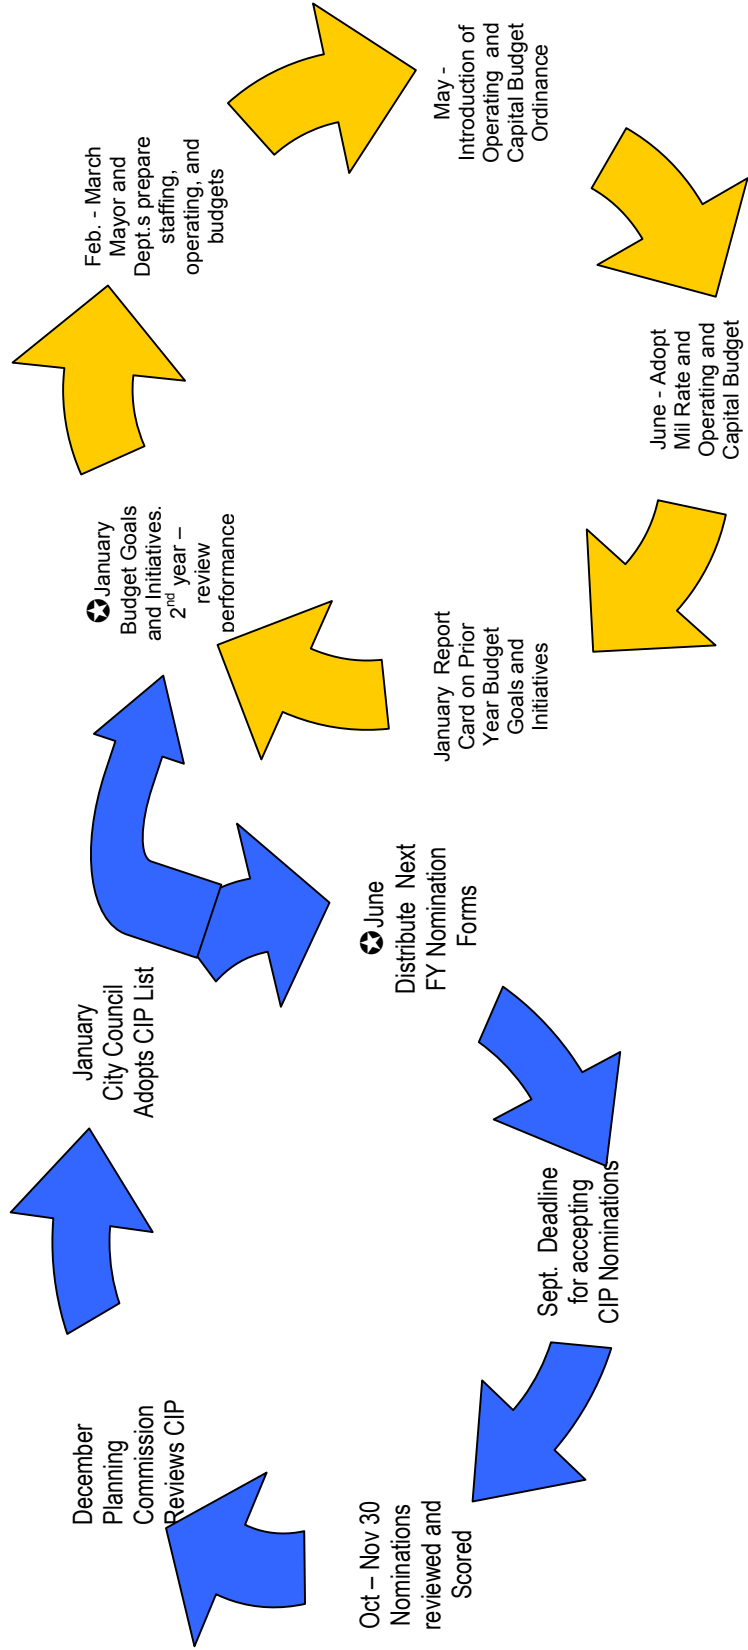 December
Planning
Commission
Reviews CIP
January
City Council
Adopts CIP List
✪January
Budget Goals
and Initiatives.
2nd year –
review
performance
Feb. - March
Mayor and
Dept.s prepare
staffing,
operating, and
budgets
May -
Introduction of
Operating and
Capital Budget
Ordinance
June - Adopt
Mil Rate and
Operating and
Capital Budget
January Report
Card on Prior
Year Budget
Goals and
Initiatives
✪June
Distribute Next
FY Nomination
Forms
Sept. Deadline
for accepting
CIP Nominations
Oct – Nov 30
Nominations
reviewed and
Scored